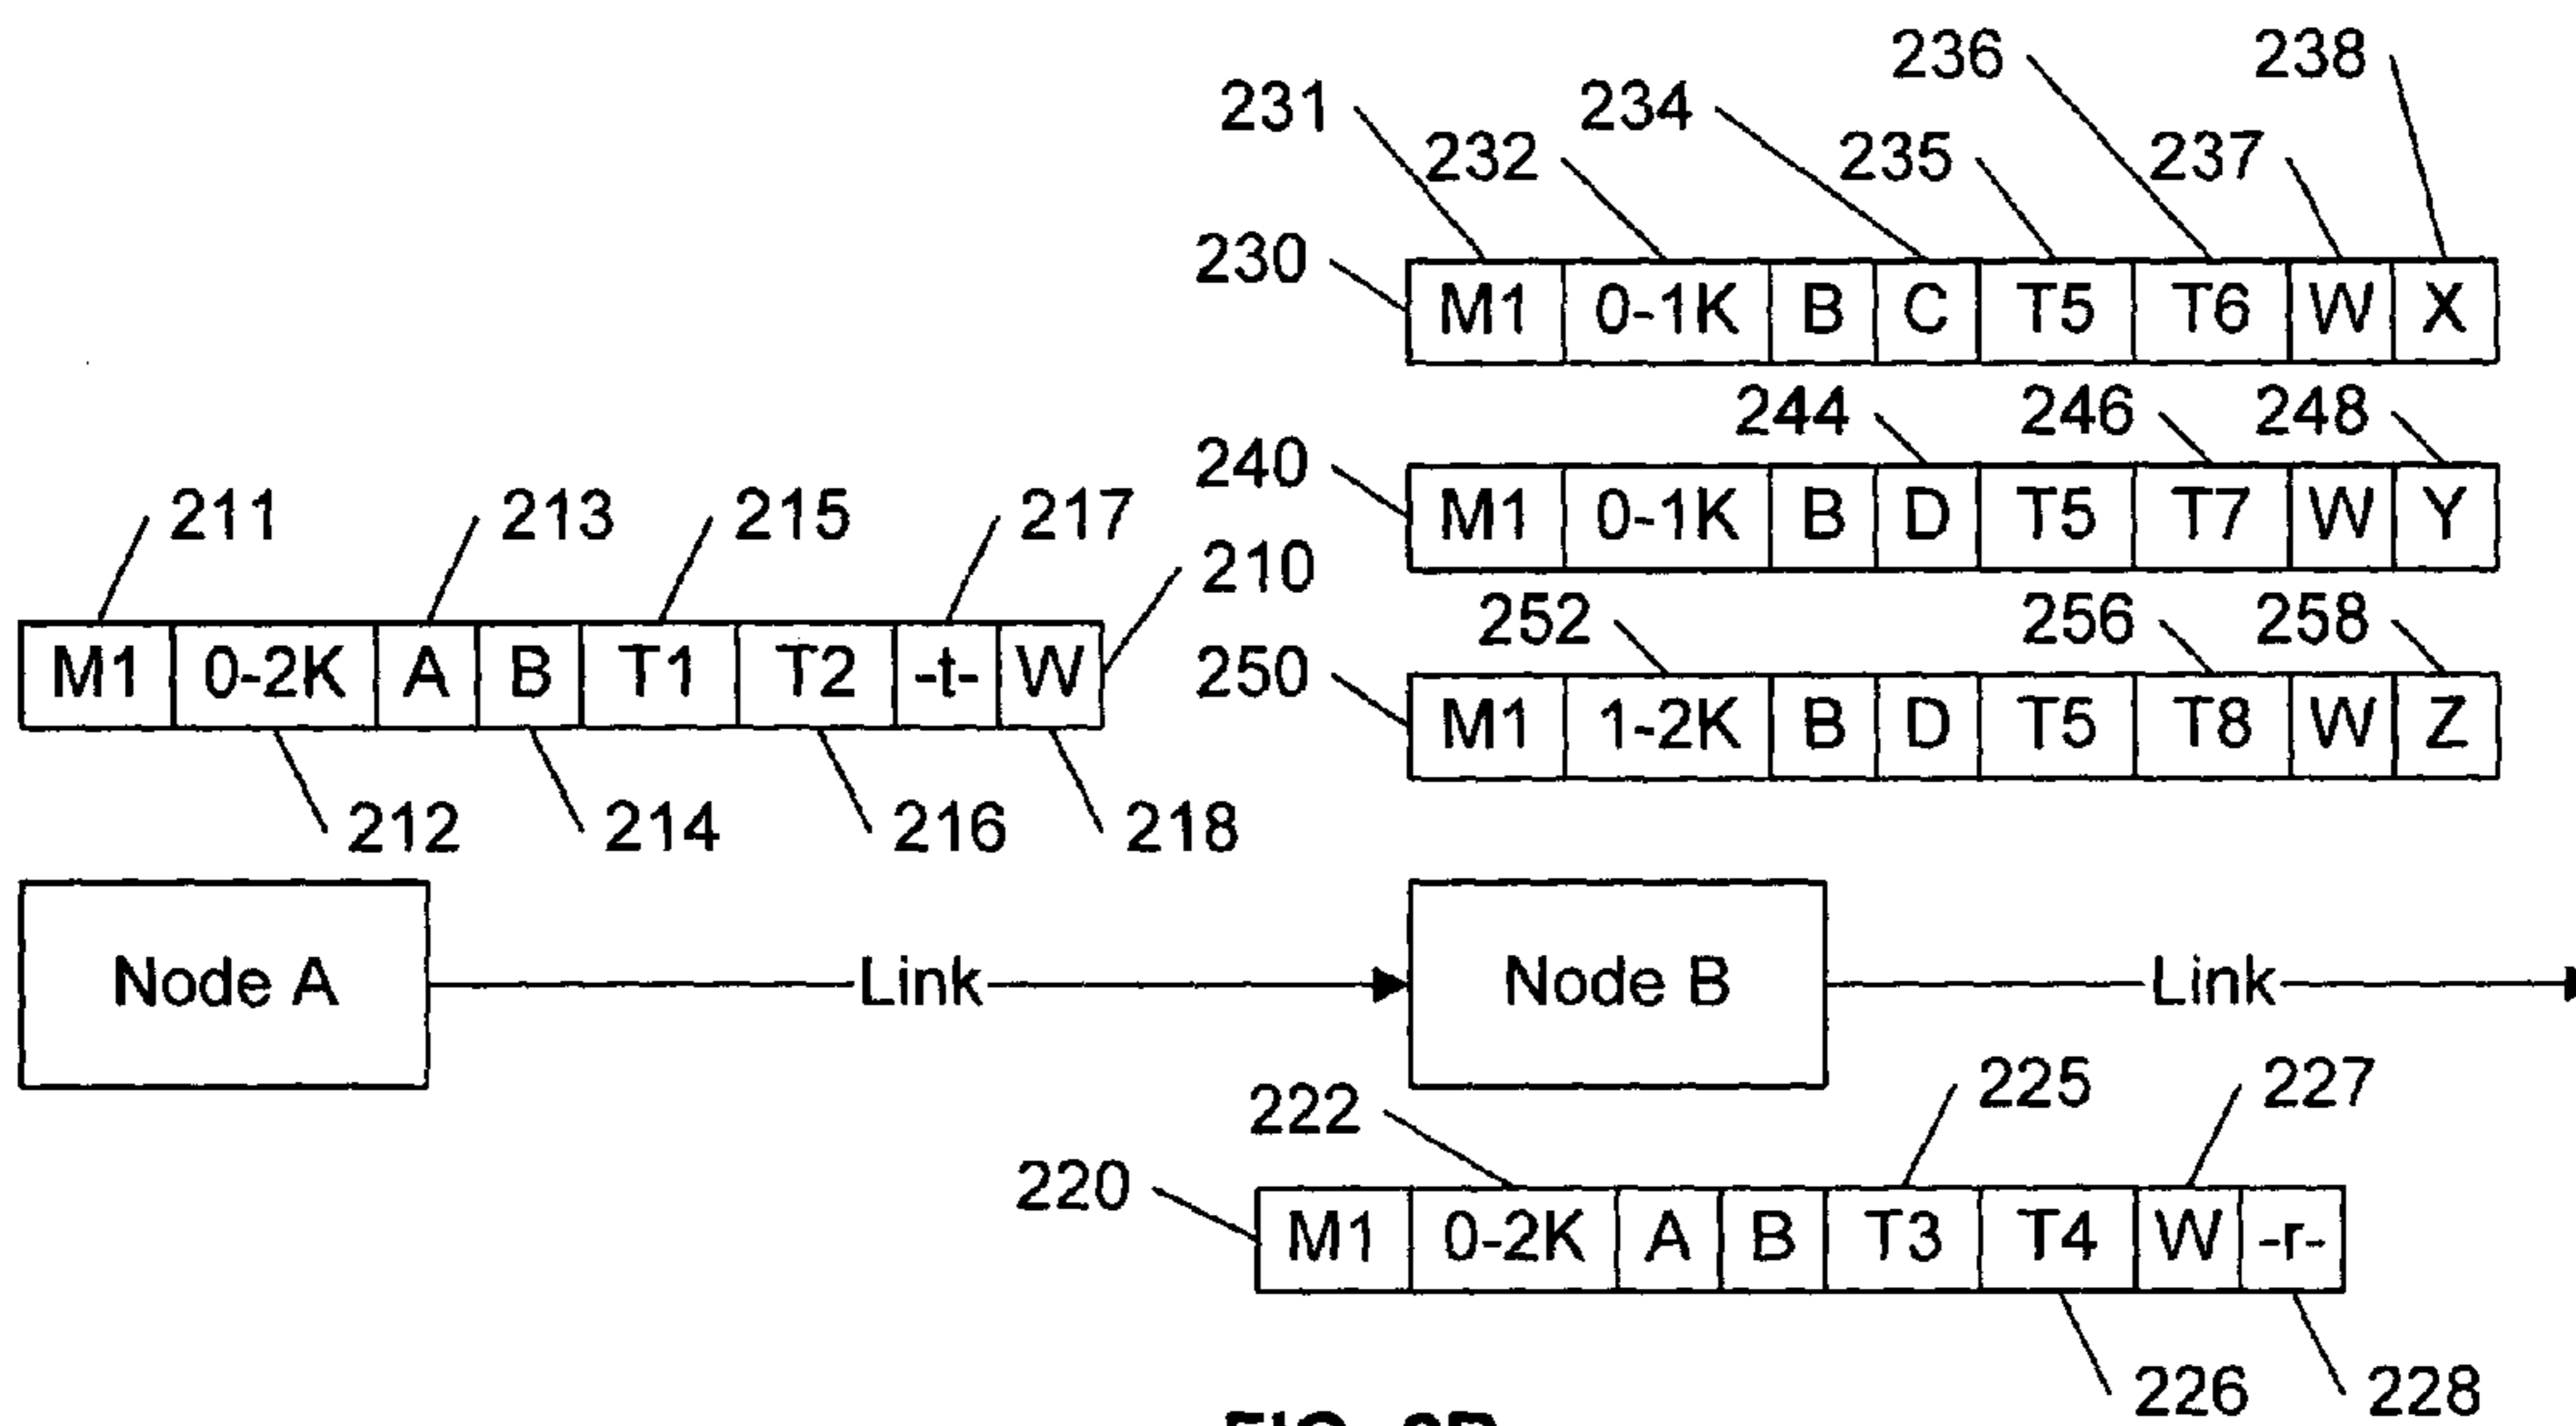 236 238
231 234
232 235 237
230
M1 0-1K B C T5 T6 W X
244 246 248
240
M1 0-1K B D T5 T7 W Y
211 213 215 217
210
252 256 258
250
M1 0-2K A B T1 T2 -t- W
M1 1-2K B D T5 T8 W Z
212 214 216 218
Node A Link Node B Link
225 227
222
220
M1 0-2K A B T3 T4 W -r-
226 228